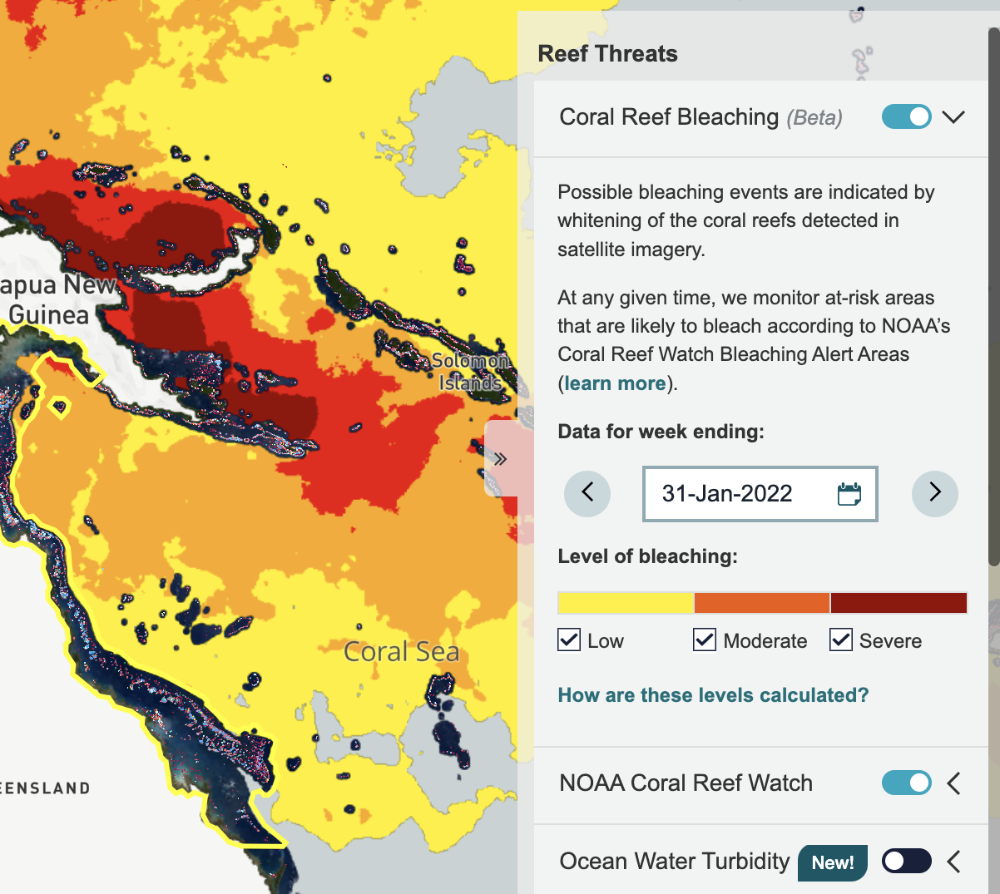 Reef Threats
Coral Reef Bleaching (Beta)
Possible bleaching events are indicated by
whitening of the coral reefs detected in
satellite imagery.
At any given time, we monitor at-risk areas
that are likely to bleach according to NOAA’s
Coral Reef Watch Bleaching Alert Areas
(learn more).
Data for week ending:
31-Jan-2022
Level of bleaching:
Low
Moderate
Severe
How are these levels calculated?
NOAA Coral Reef Watch
Ocean Water Turbidity New!
apua New
Guinea
Solomon
Islands
Coral Sea
EENSLAND